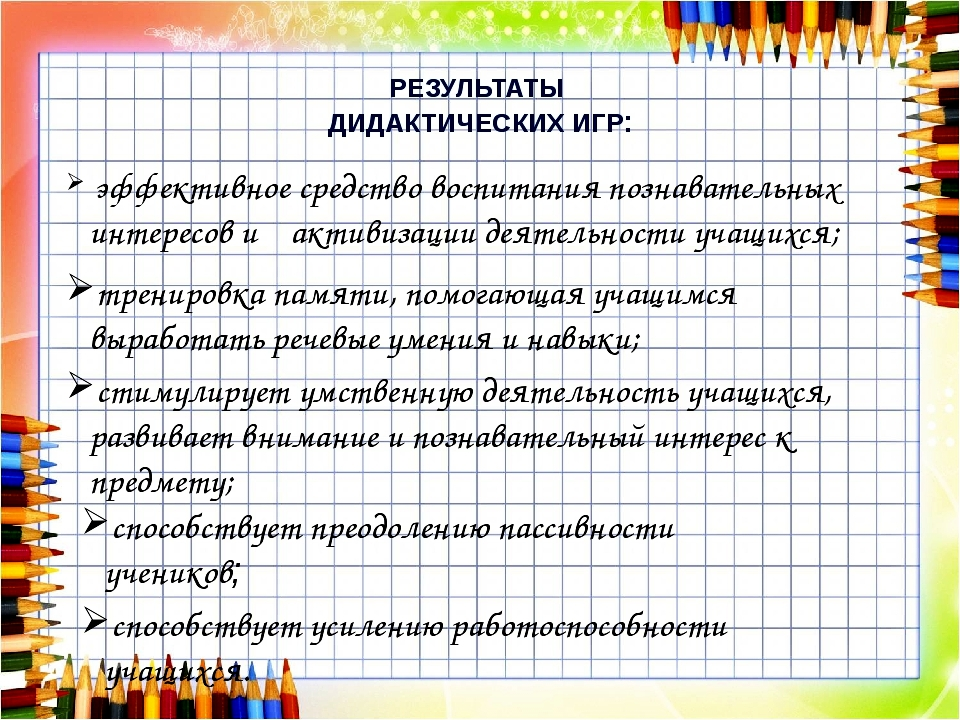 РЕЗУЛЬТАТЫ
ДИДАКТИЧЕСКИХ ИГР:
эффективное средство воспитания познавательных
интересов и активизации деятельности учащихся;
тренировка памяти, помогающая учащимся
выработать речевые умения и навыки;
стимулирует умственную деятельность учащихся,
развивает внимание и познавательный интерес к
предмету;
способствует преодолению пассивности
учеников;
способствует усилению работоспособности
учащихся.